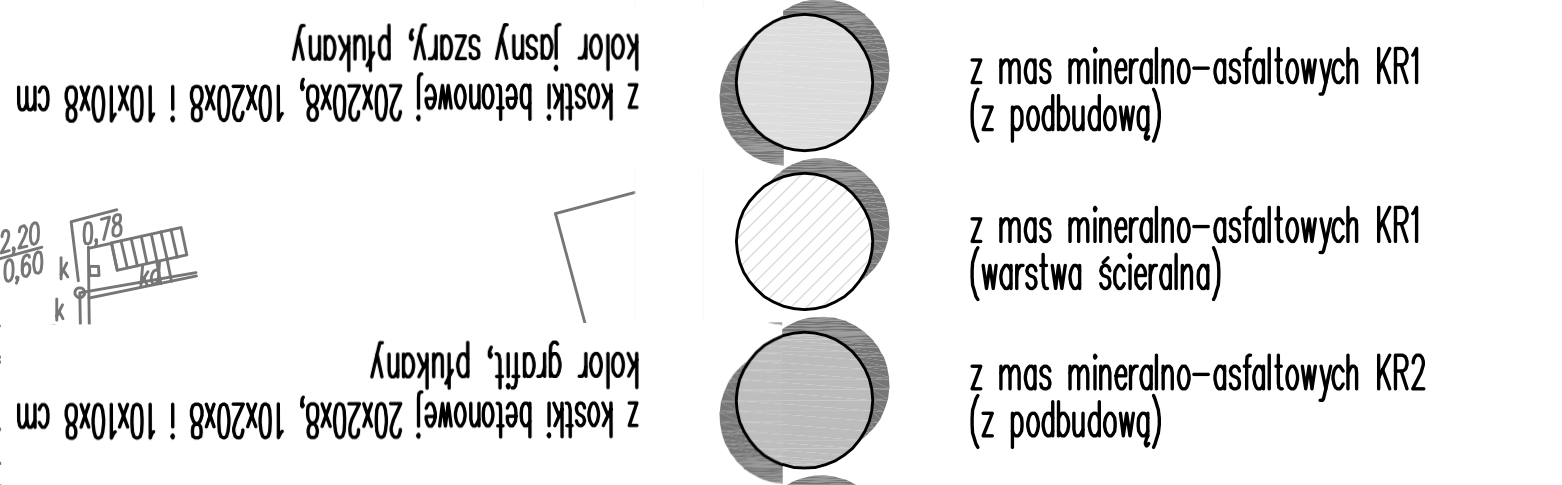 z kostki betonowej 20x20x8, 10x20x8 i 10x10x8 cm
kolor jasny szary, płukany
z mas mineralno-asfaltowych KR1
(z podbudową)
2,20
0,60
0,78
k
kd
k
z mas mineralno-asfaltowych KR1
(warstwa ścieralna)
z kostki betonowej 20x20x8, 10x20x8 i 10x10x8 cm
kolor grafit, płukany
z mas mineralno-asfaltowych KR2
(z podbudową)